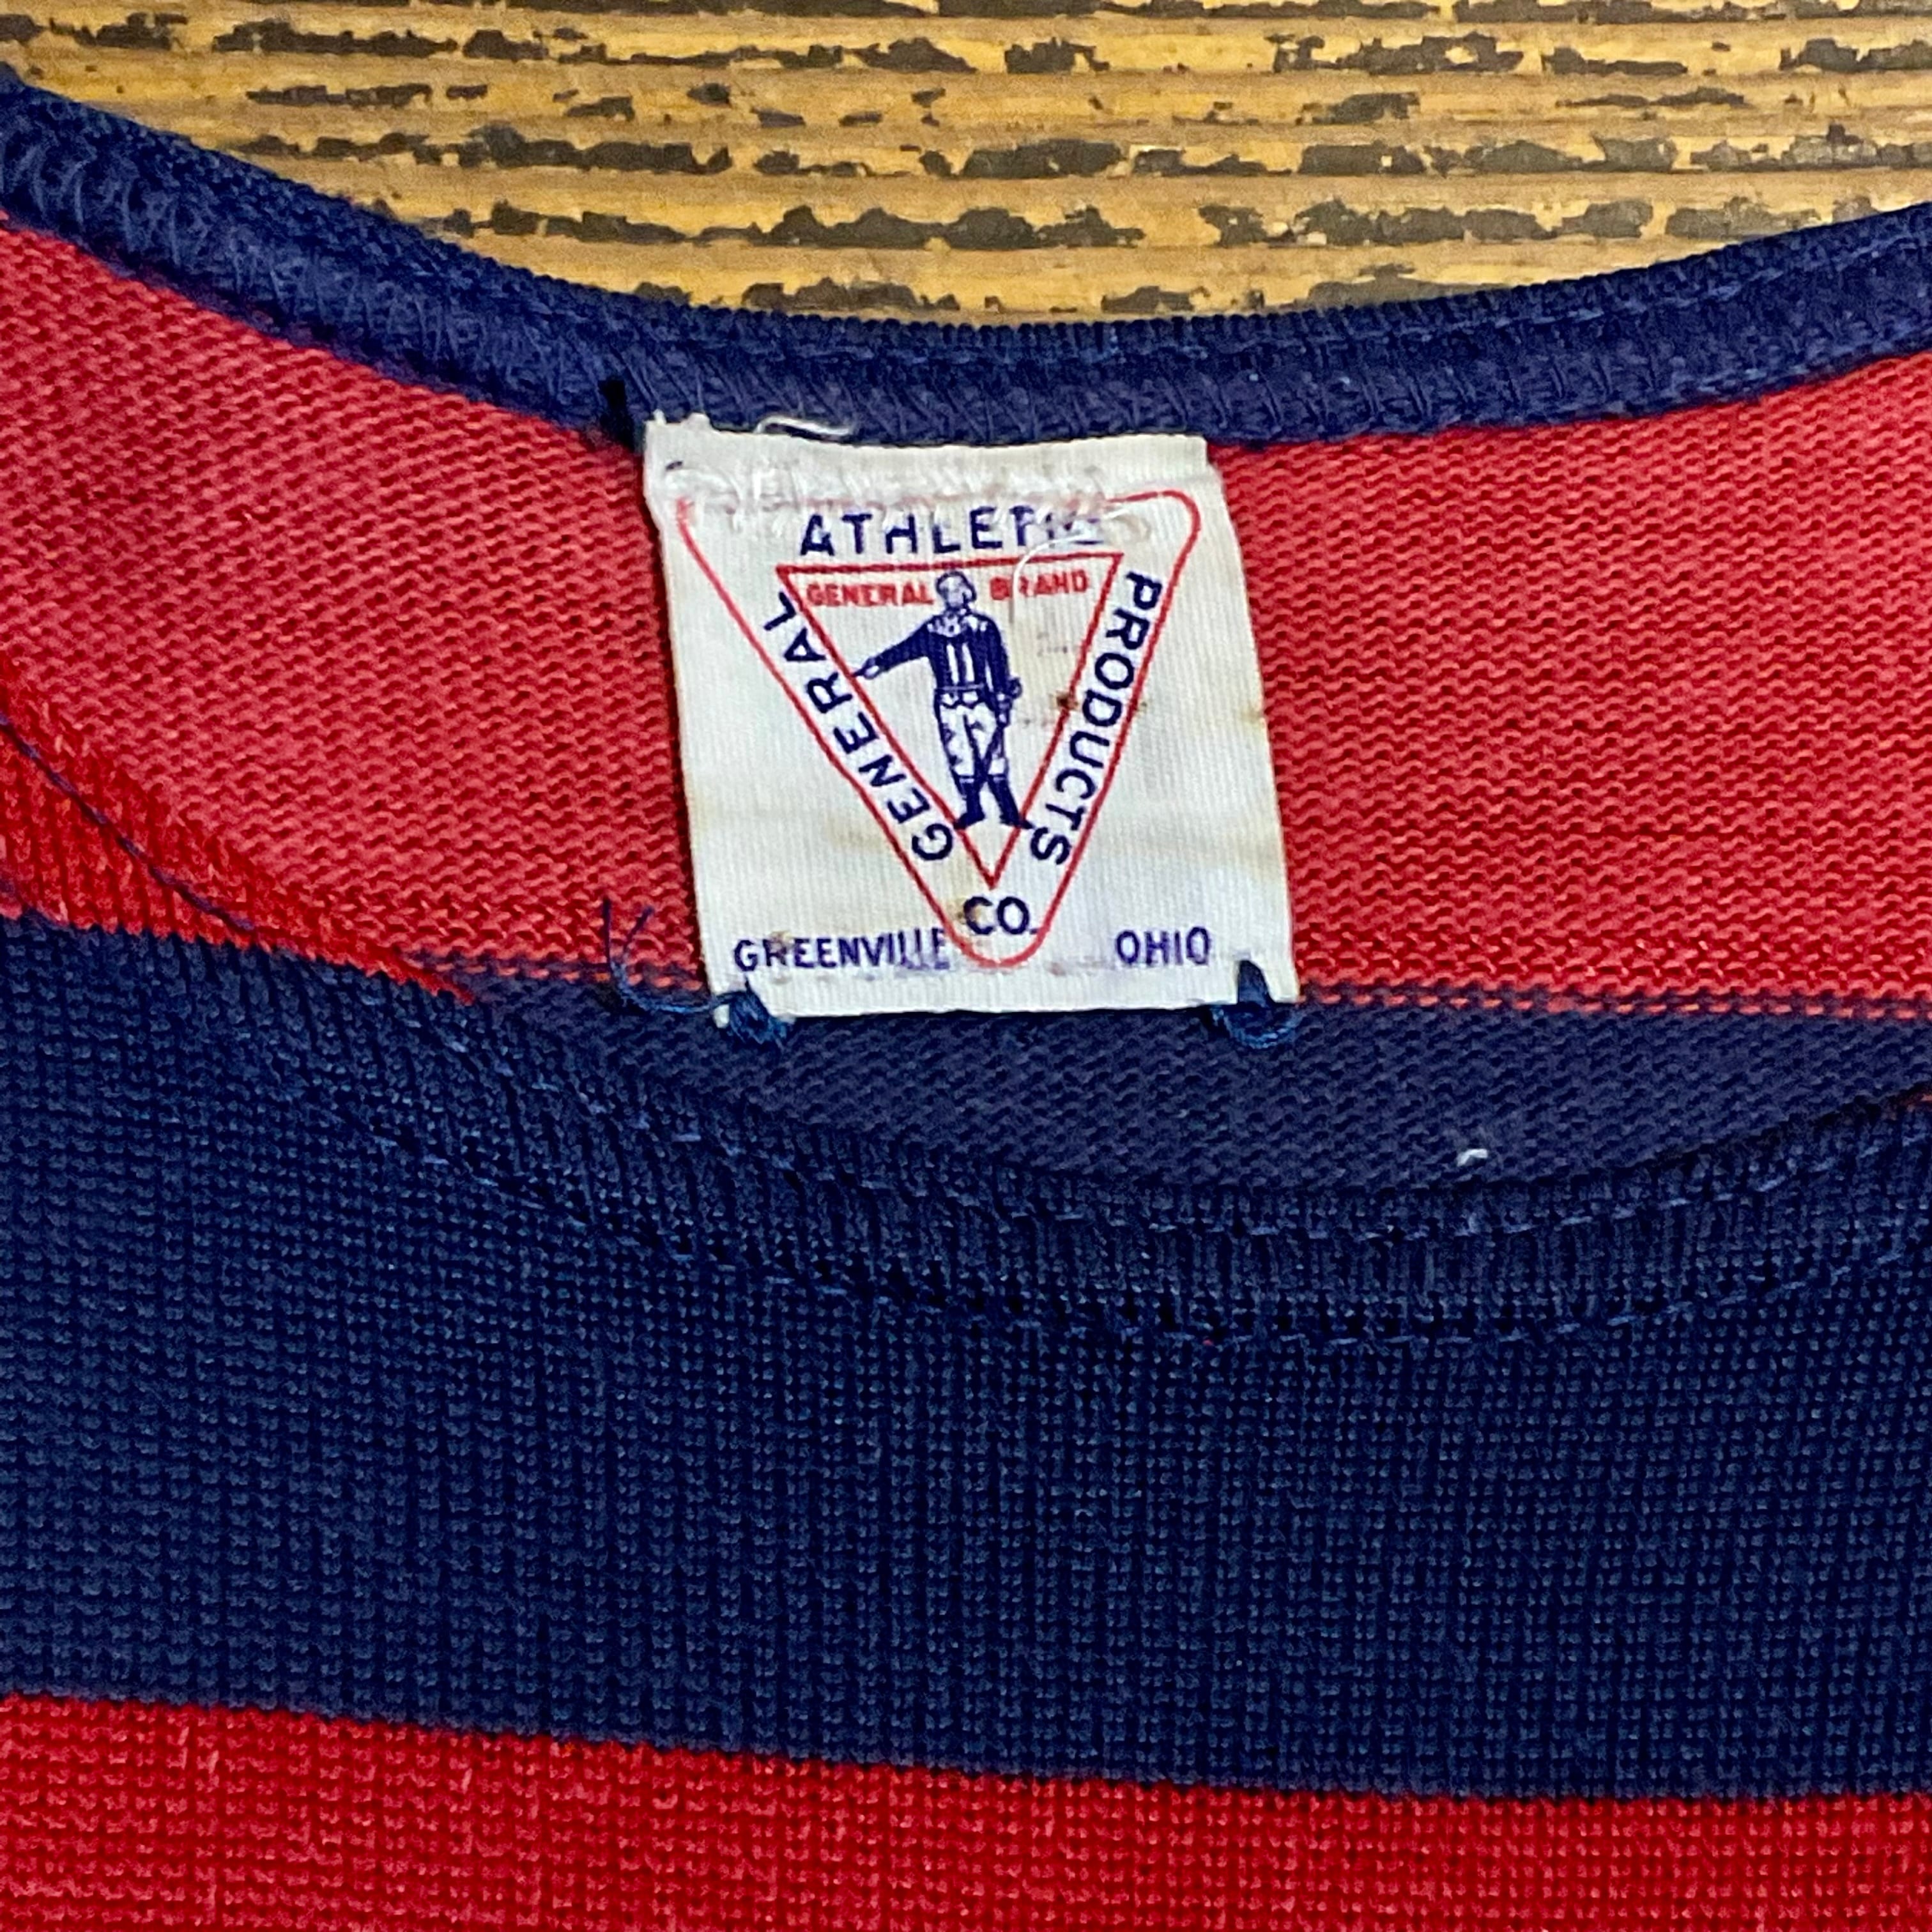 GENERAL
ATHLETIC
PRODUCTS
CO.
GENERAL BRAND
GREENVILLE OHIO